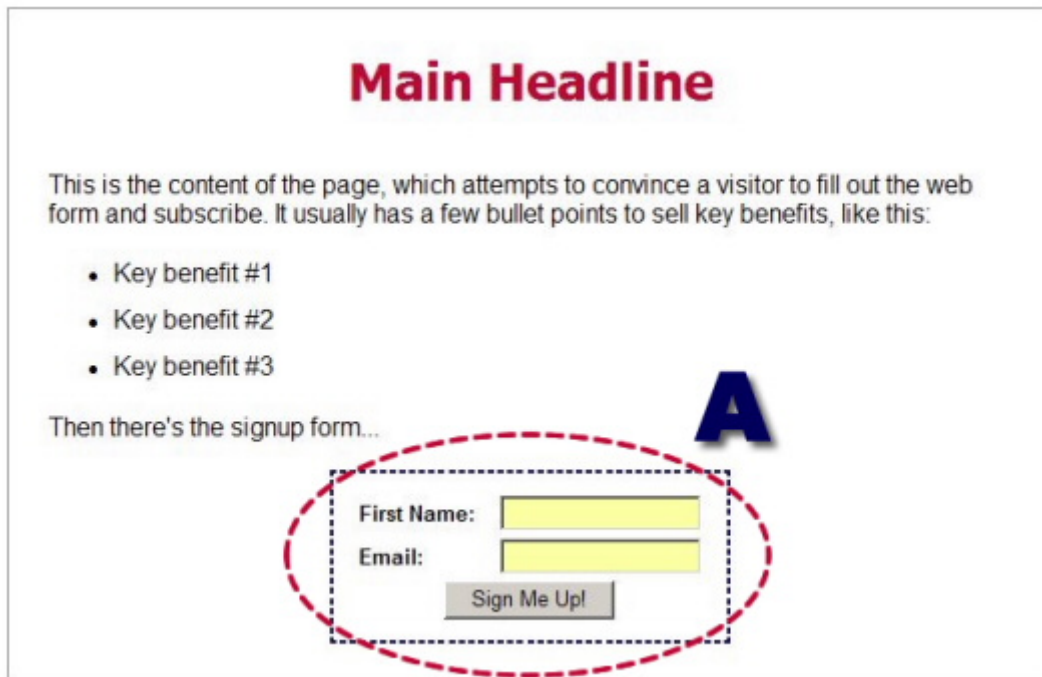 Main Headline
This is the content of the page, which attempts to convince a visitor to fill out the web
form and subscribe. It usually has a few bullet points to sell key benefits, like this:
• Key benefit #1
• Key benefit #2
• Key benefit #3
A
Then there's the signup form...
First Name:
Email:
Sign Me Up!